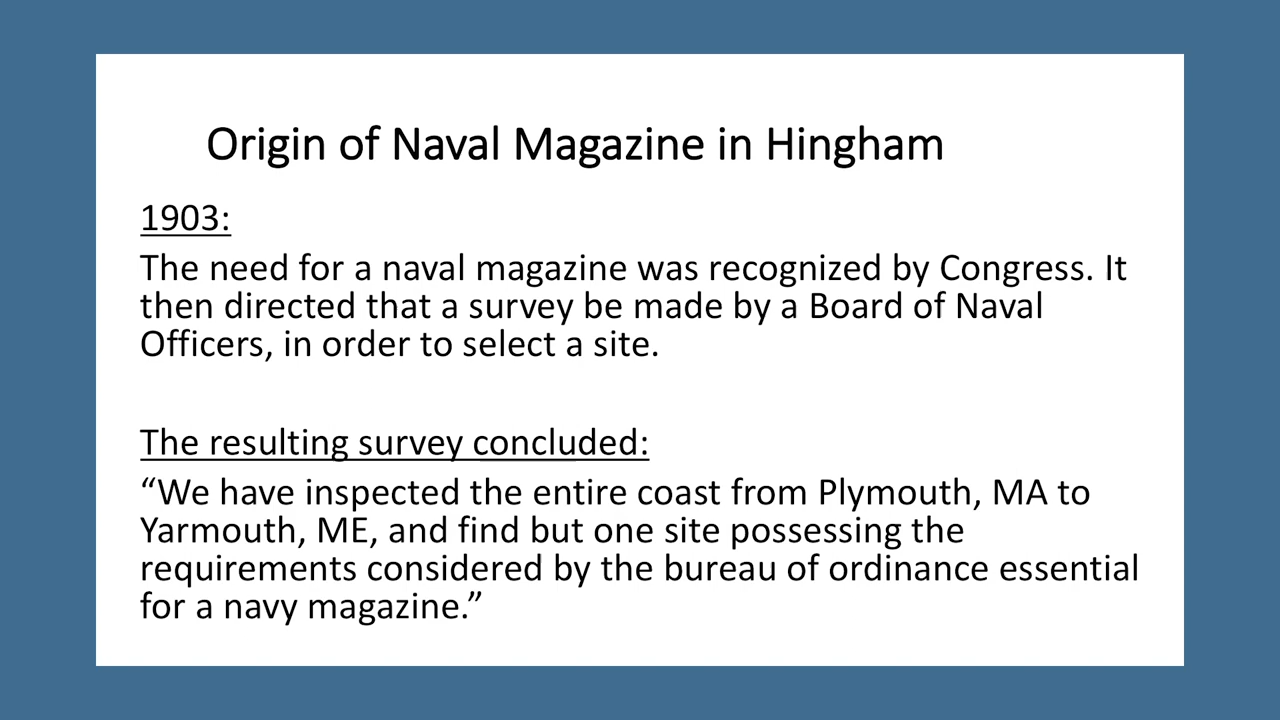 Origin of Naval Magazine in Hingham
1903:
The need for a naval magazine was recognized by Congress. It
then directed that a survey be made by a Board of Naval
Officers, in order to select a site.
The resulting survey concluded:
“We have inspected the entire coast from Plymouth, MA to
Yarmouth, ME, and find but one site possessing the
requirements considered by the bureau of ordinance essential
for a navy magazine.”